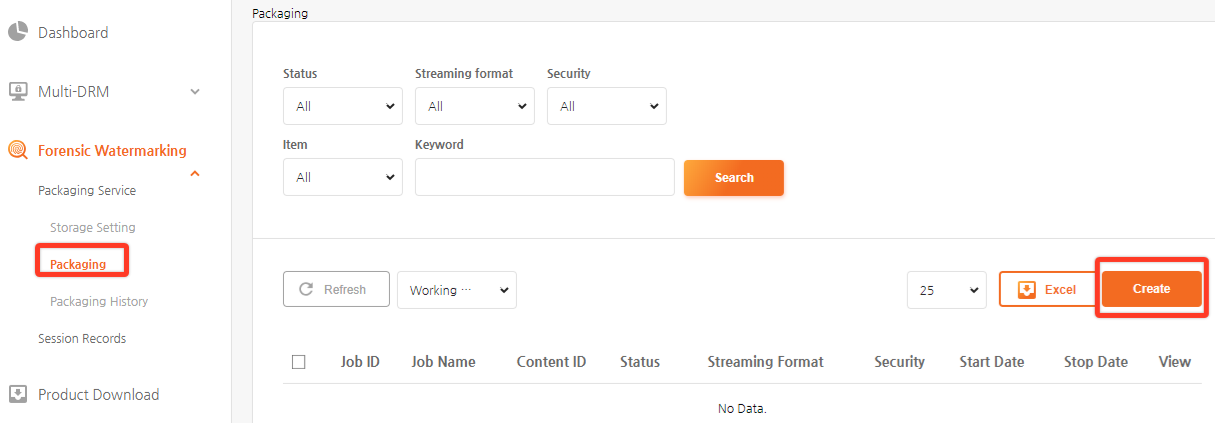 Dashboard
Multi-DRM
Forensic Watermarking
Packaging Service
Storage Setting
Packaging
Packaging History
Session Records
Product Download
Packaging
Status Streaming format Security
All All All
Item Keyword
All Search
Refresh Working ⋯ 25 Excel Create
Job ID Job Name Content ID Status Streaming Format Security Start Date Stop Date View
No Data.